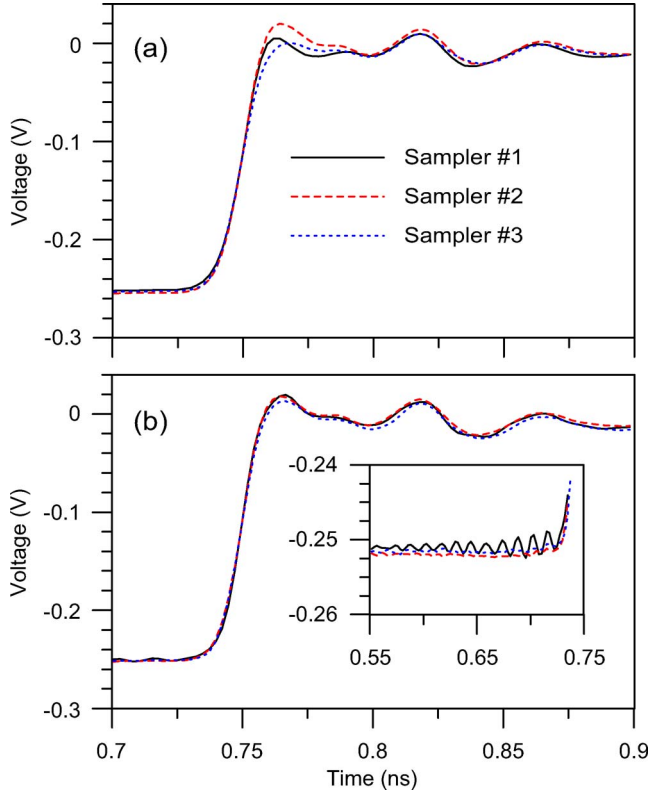 0
-0.1
-0.2
-0.3
Voltage (V)
(a)
Sampler #1
Sampler #2
Sampler #3
0
-0.1
-0.2
-0.3
Voltage (V)
(b)
-0.24
-0.25
-0.26
0.55
0.65
0.75
0.7
0.75
0.8
0.85
0.9
Time (ns)